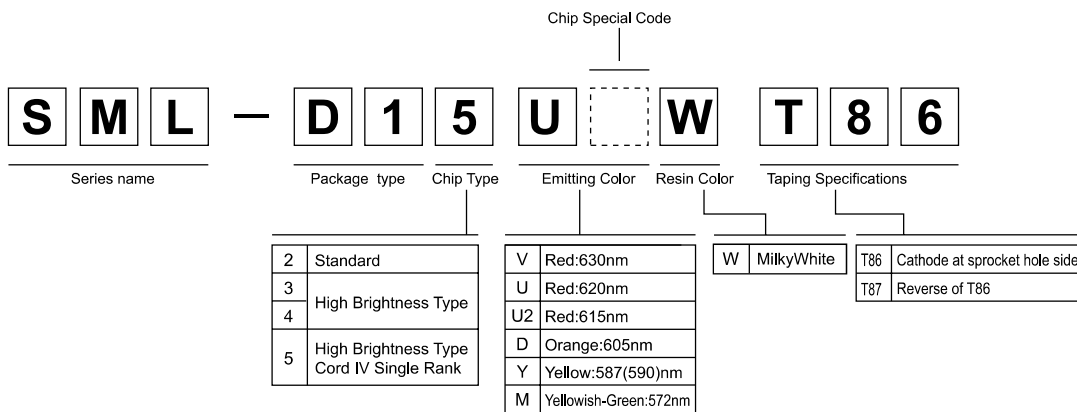 Chip Special Code
S M L — D 1 5 U W T 8 6
Series name Package type Chip Type Emitting Color Resin Color Taping Specifications
2 Standard
3
4
High Brightness Type
5 High Brightness Type
Cord IV Single Rank
V Red:630nm
U Red:620nm
U2 Red:615nm
D Orange:605nm
Y Yellow:587(590)nm
M Yellowish-Green:572nm
W MilkyWhite
T86 Cathode at sprocket hole side
T87 Reverse of T86